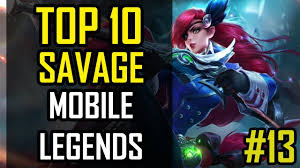 TOP 10
SAVAGE
MOBILE
LEGENDS
#13